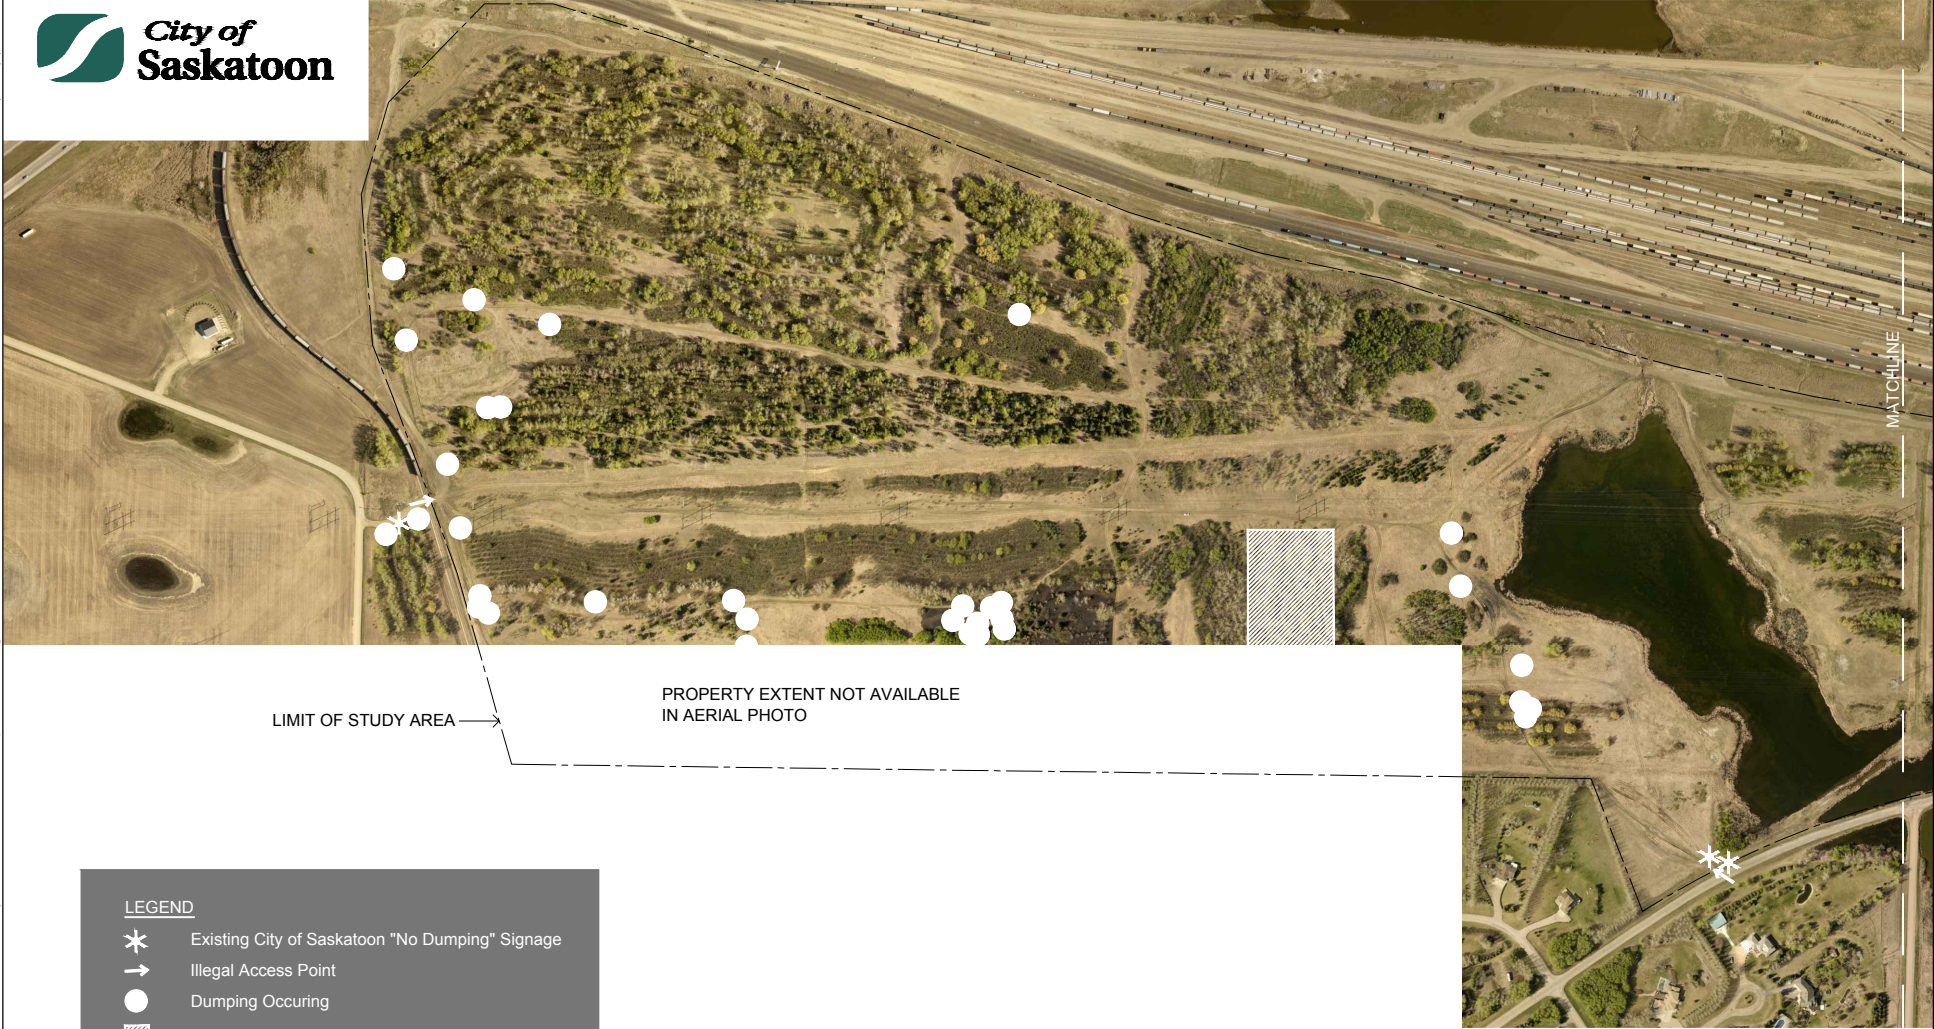 City of
Saskatoon
MATCHLINE
LIMIT OF STUDY AREA
PROPERTY EXTENT NOT AVAILABLE
IN AERIAL PHOTO
LEGEND
Existing City of Saskatoon "No Dumping" Signage
Illegal Access Point
Dumping Occuring